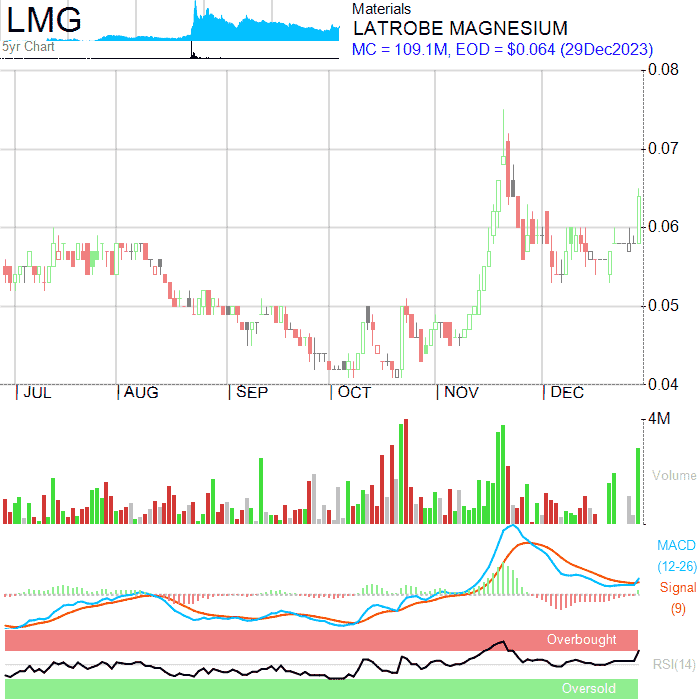 LMG
5yr Chart
Materials
LATROBE MAGNESIUM
MC = 109.1M, EOD = $0.064 (29Dec2023)
0.08
0.07
0.06
0.05
0.04
JUL AUG SEP OCT NOV DEC
4M
Volume
MACD
(12-26)
Signal
(9)
Overbought
RSI(14)
Oversold